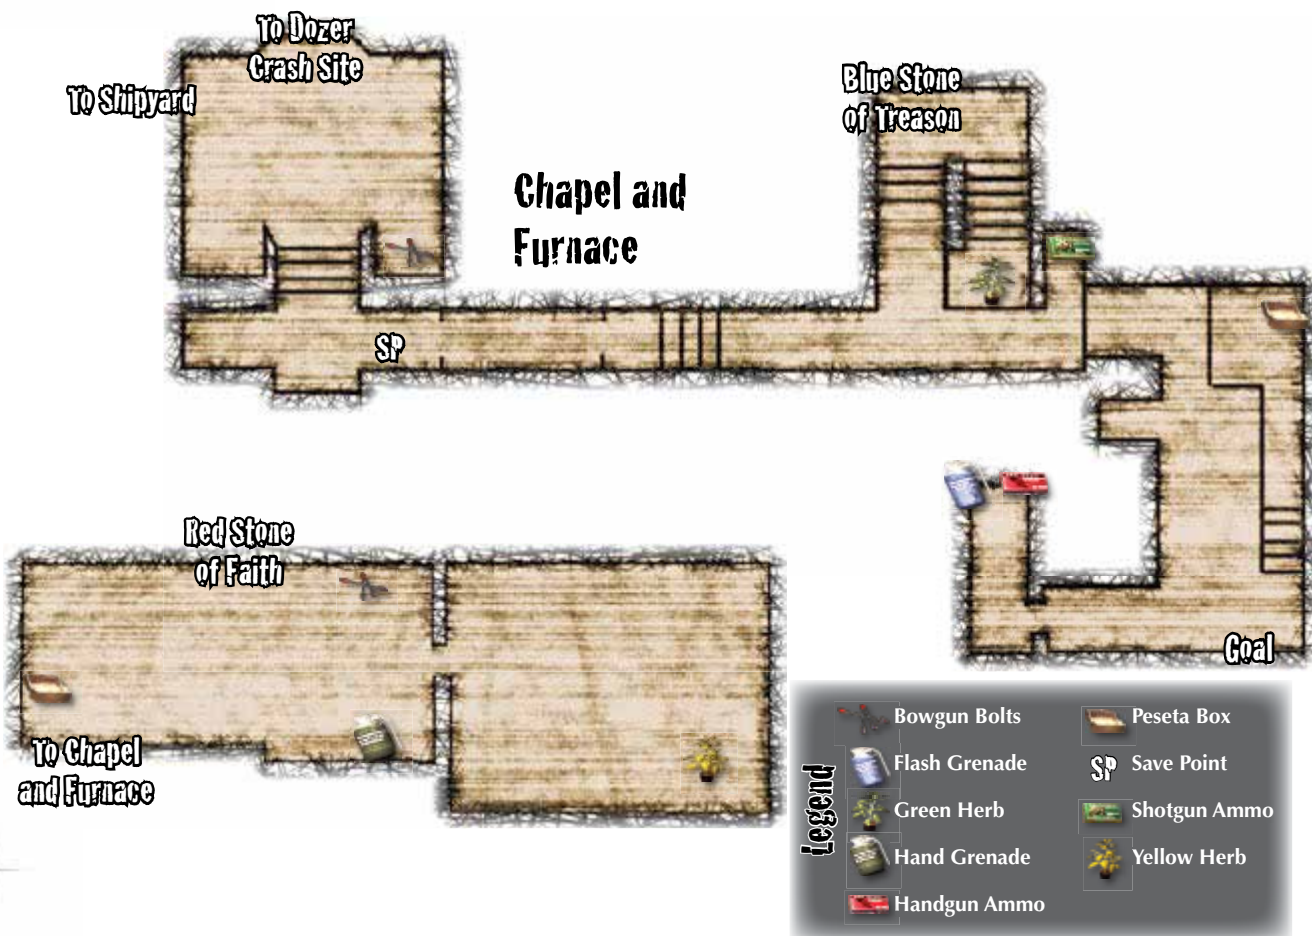 To Dozer
Crash Site
To Shipyard
Blue Stone
of Treason
Chapel and
Furnace
SP
Red Stone
of Faith
Goal
To Chapel
and Furnace
Legend
Bowgun Bolts
Flash Grenade
Green Herb
Hand Grenade
Handgun Ammo
Peseta Box
SP Save Point
Shotgun Ammo
Yellow Herb